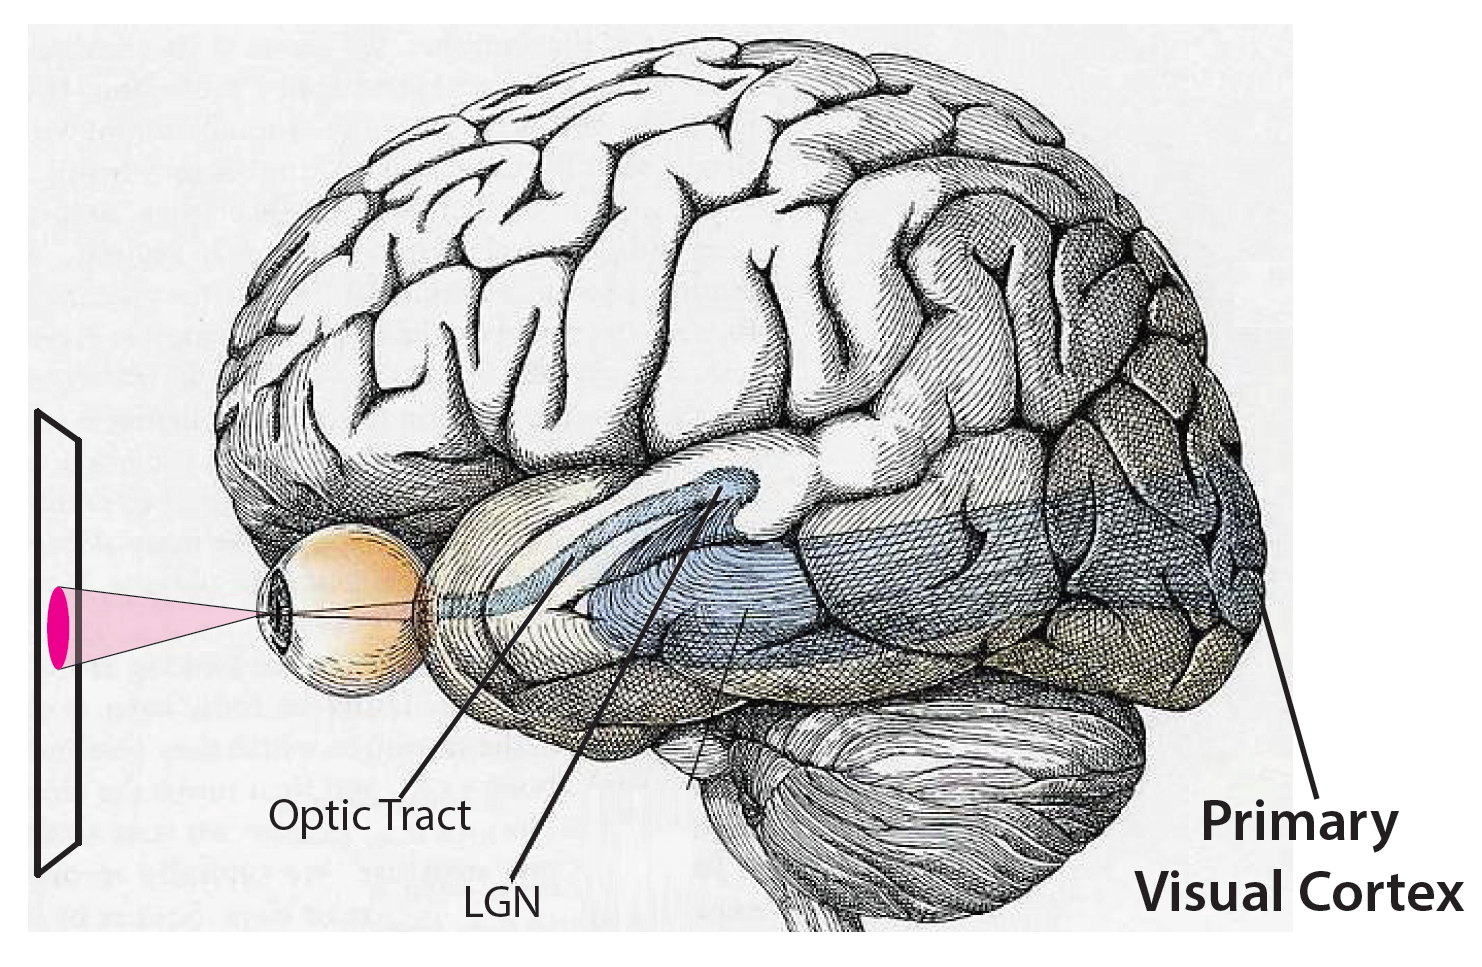 Optic Tract
LGN
Primary
Visual Cortex